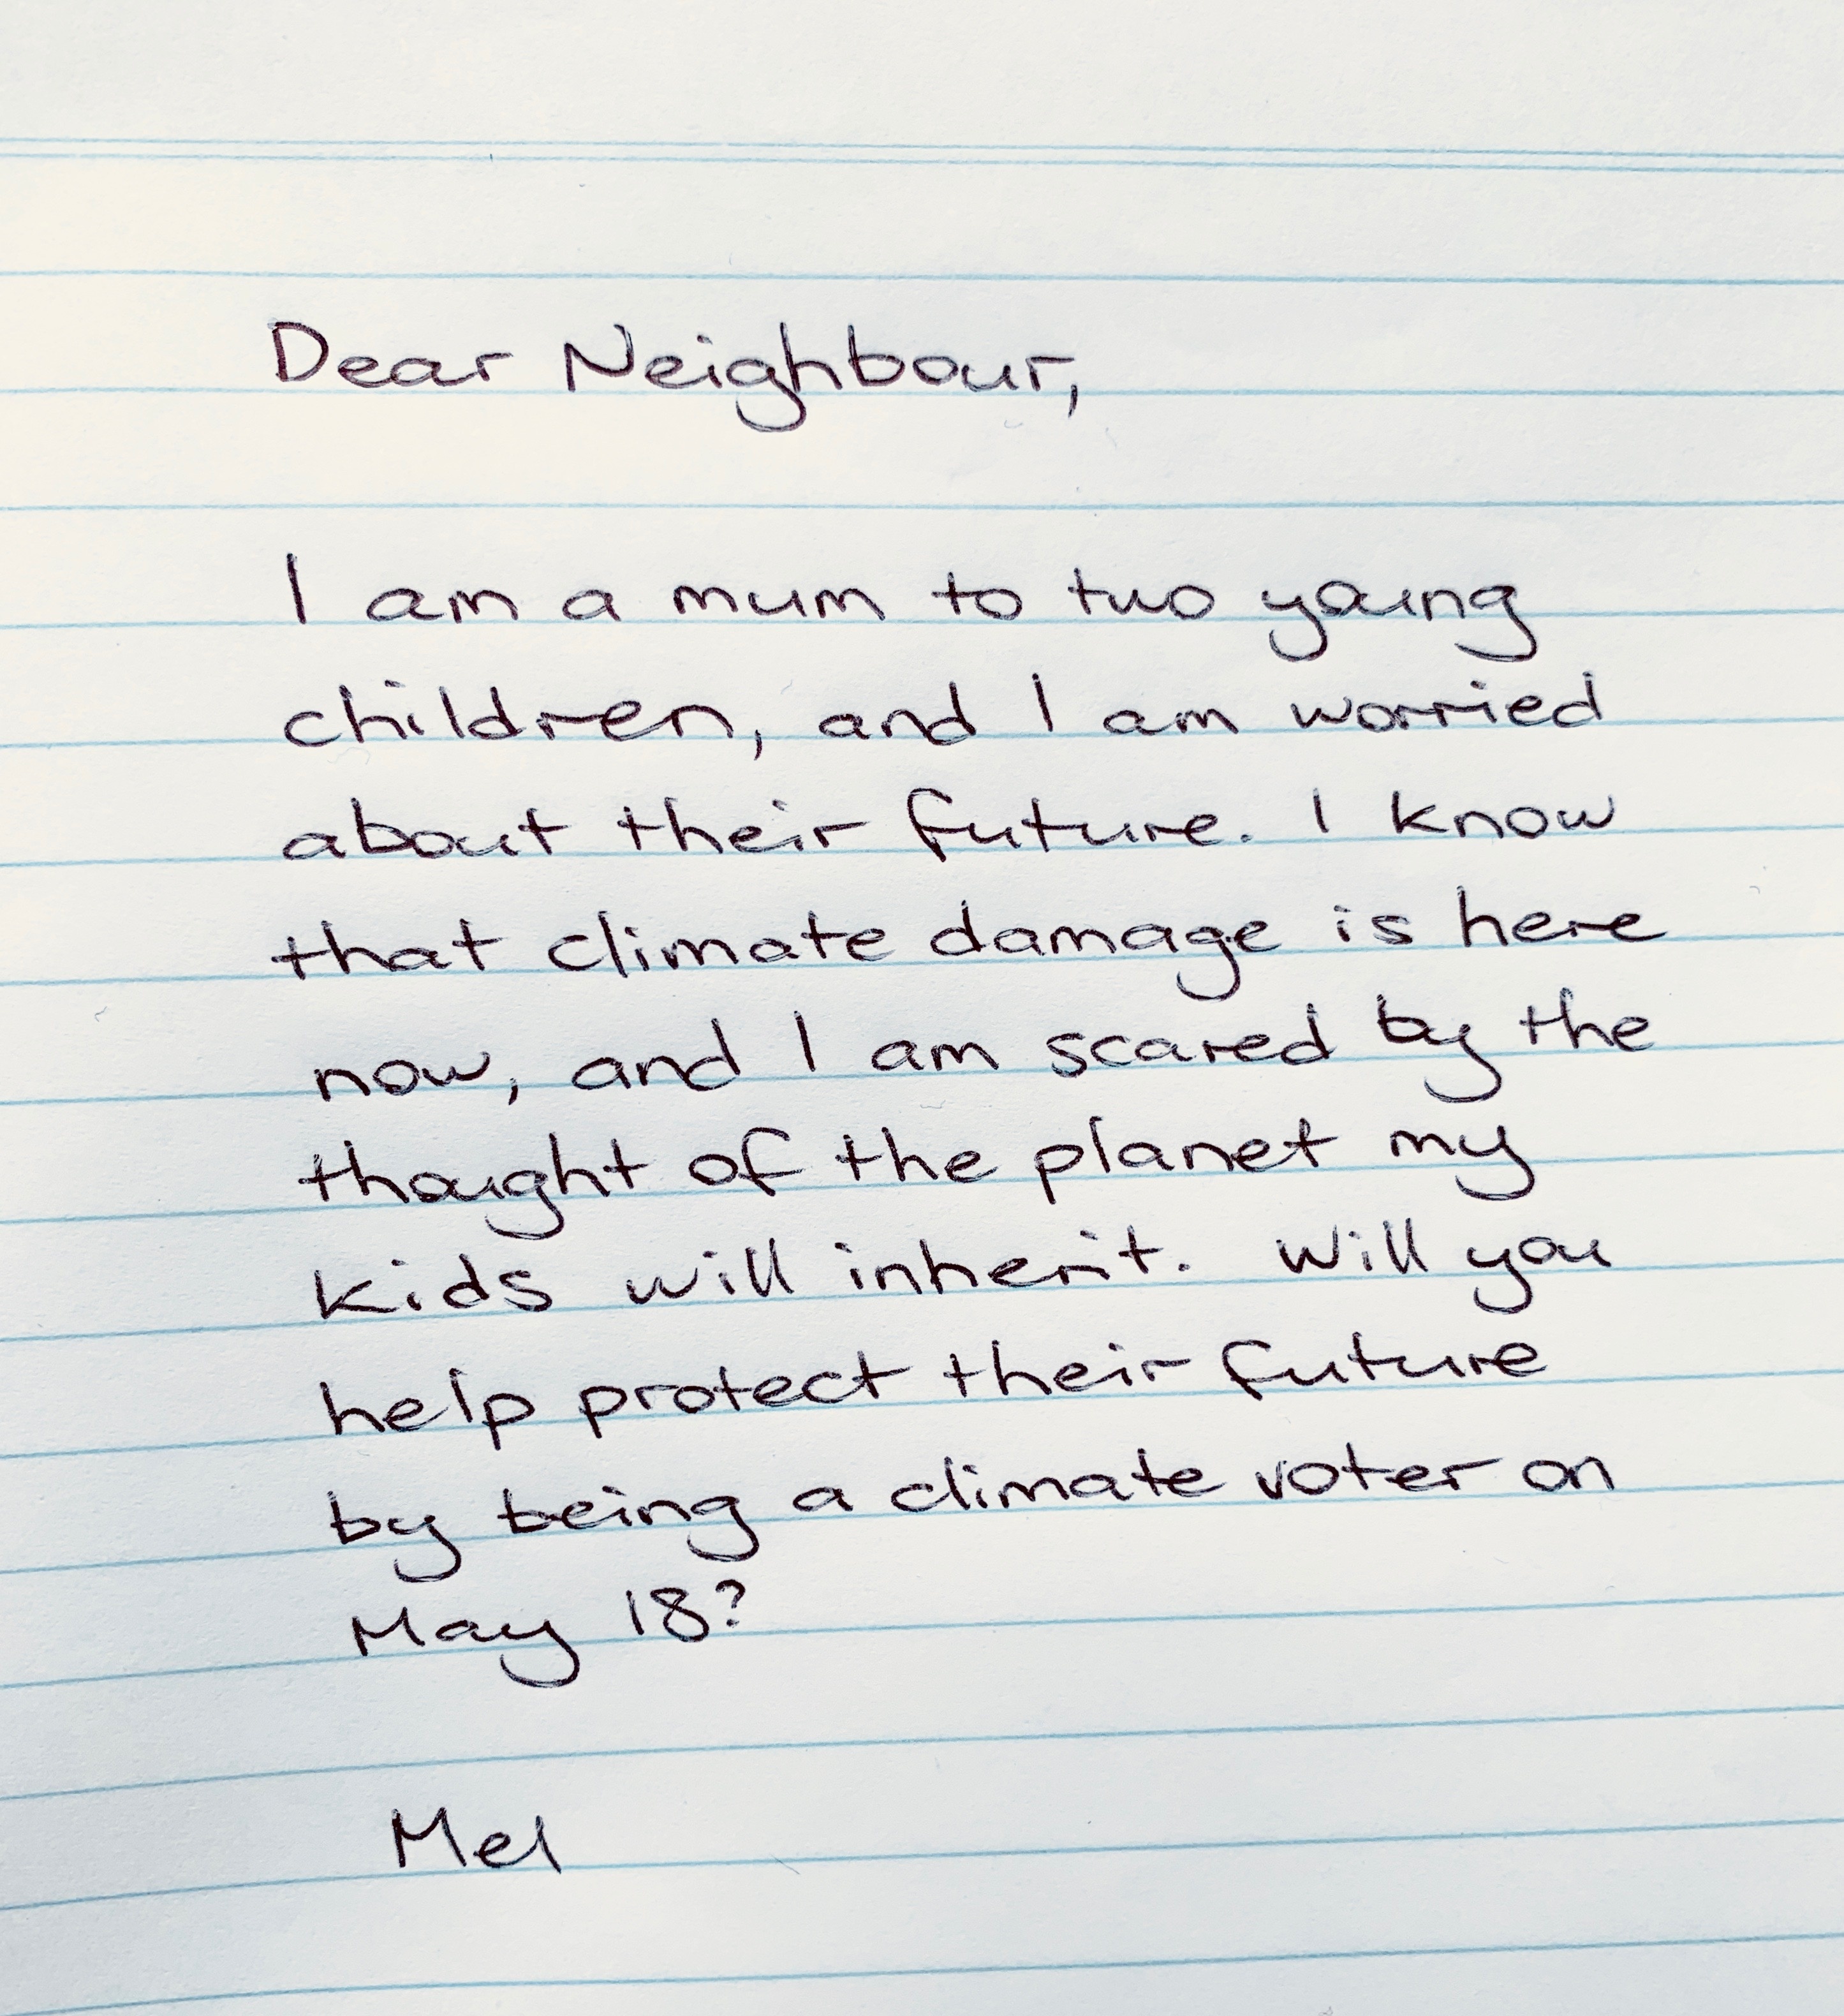 Dear Neighbour,
I am a mum to two young
children, and I am worried
about their future. I know
that climate damage is here
now, and I am scared by the
thought of the planet my
kids will inherit. Will you
help protect their future
by being a climate voter on
May 18?
Mel